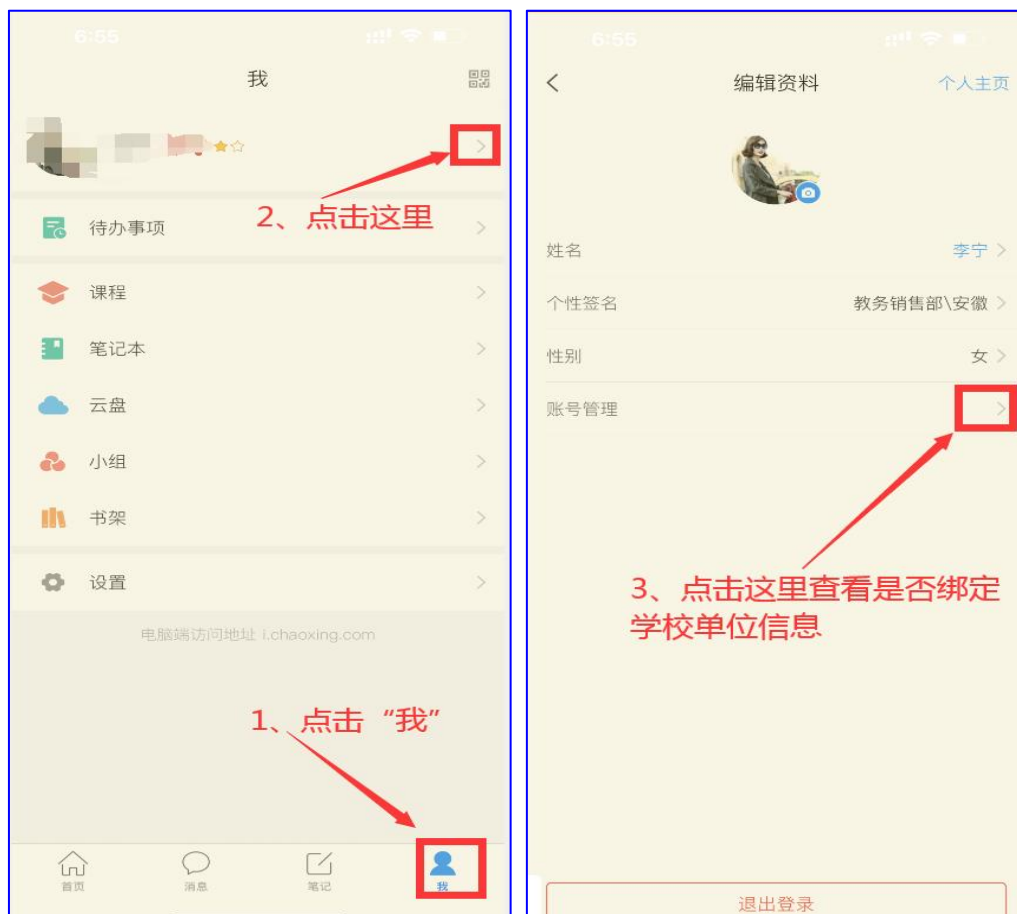 6:55
我
2、点击这里
待办事项
课程
笔记本
云盘
小组
书架
设置
电脑端访问地址 i.chaoxing.com
1、点击“我”
首页
消息
笔记
我
6:55
编辑资料
个人主页
姓名
李宁
个性签名
教务销售部\安徽
性别
女
账号管理
3、点击这里查看是否绑定
学校单位信息
退出登录